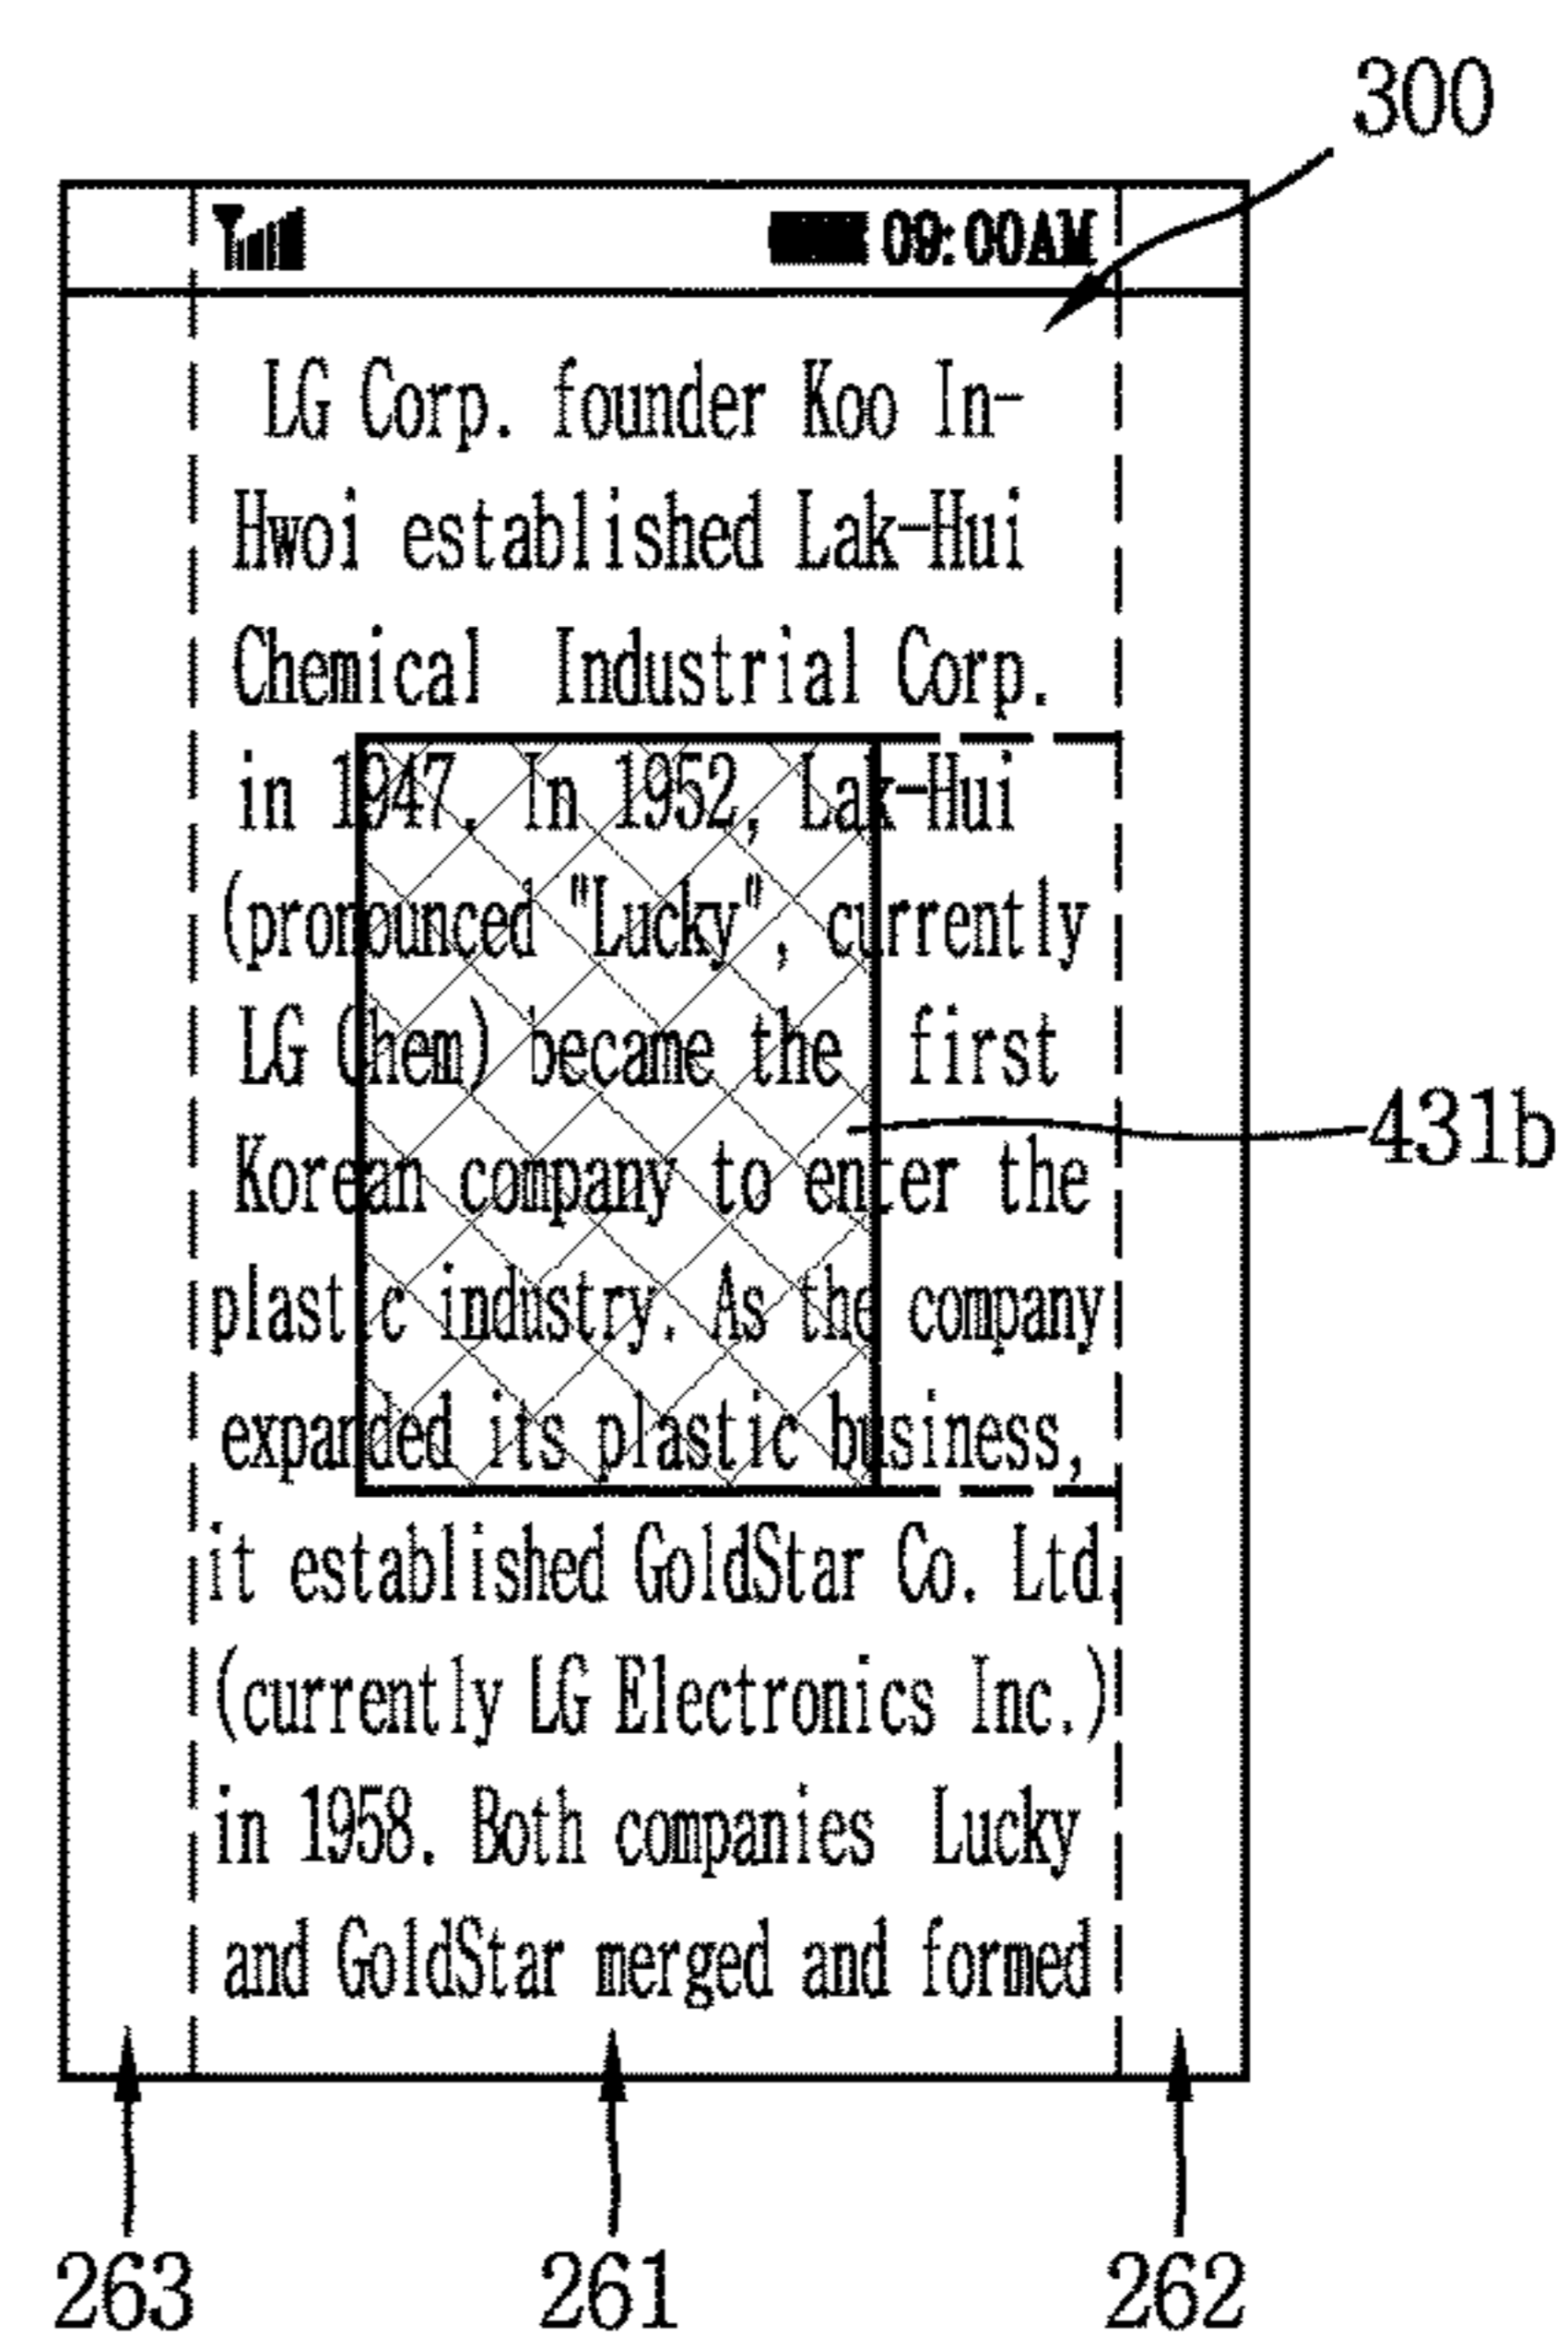 300
09:00AM
LG Corp. founder Koo In-
Hwoi established Lak-Hui
Chemical Industrial Corp.
in 1947. In 1952, Lak-Hui
(pronounced "Lucky", currently
LG Chem) became the first
Korean company to enter the
plastic industry. As the company
expanded its plastic business,
it established GoldStar Co. Ltd.
(currently LG Electronics Inc.)
in 1958. Both companies Lucky
and GoldStar merged and formed
431b
263 261 262